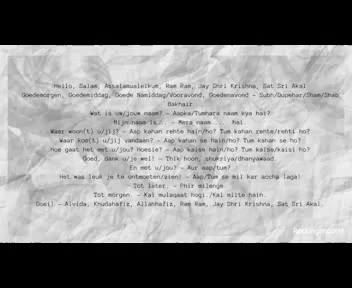 Hello, Salam, Assalamualeikum, Ram Ram, Jay Shri Krishna, Sat Sri Akal
Goedemorgen, Goedemiddag, Goede Namiddag/Vooravond, Goedenavond – Subh/Dupehar/Sham/Shab
Bakhair
Wat is uw/jouw naam? – Aapka/Tumhara naam kya hai?
Mijn naam is... – Mera naam ... hai
Waar woon(t) u/jij? – Aap kahan rehte hain/ho? Tum kahan rehte/rehti ho?
Waar kom(t) u/jij vandaan? – Aap kahan se hain/ho? Tum kahan se ho?
Hoe gaat het met u/jou? Hoesie? – Aap kaise hain/ho? Tum kaise/kaisi ho?
Goed, dank u/je wel! – Thik hoon, shukriya/dhanyawaad.
En met u/jou? – Aur aap/tum?
Het was leuk je te ontmoeten/zien! – Aap/Tum se mil kar accha laga!
Tot later. – Phir milenge.
Tot morgen. – Kal mulaqaat hogi./Kal milte hain.
Doei! – Alvida, Khudahafiz, Allahhafiz, Ram Ram, Jay Shri Krishna, Sat Sri Akal.